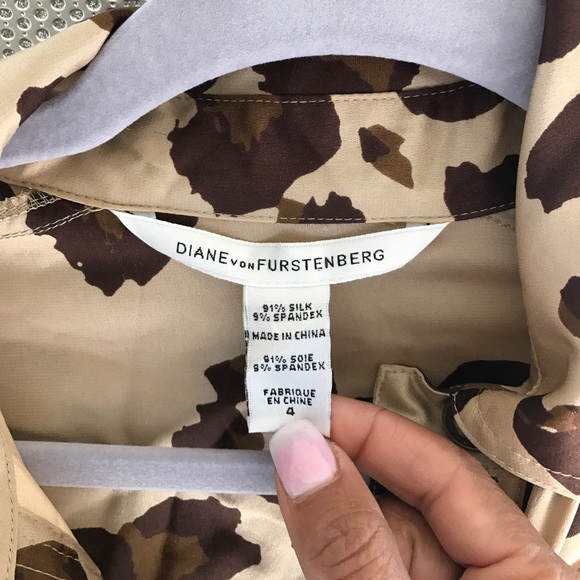 DIANE VON FURSTENBERG
91% SILK
9% SPANDEX
MADE IN CHINA
91% SOIE
9% SPANDEX
FABRIQUE
EN CHINE
4